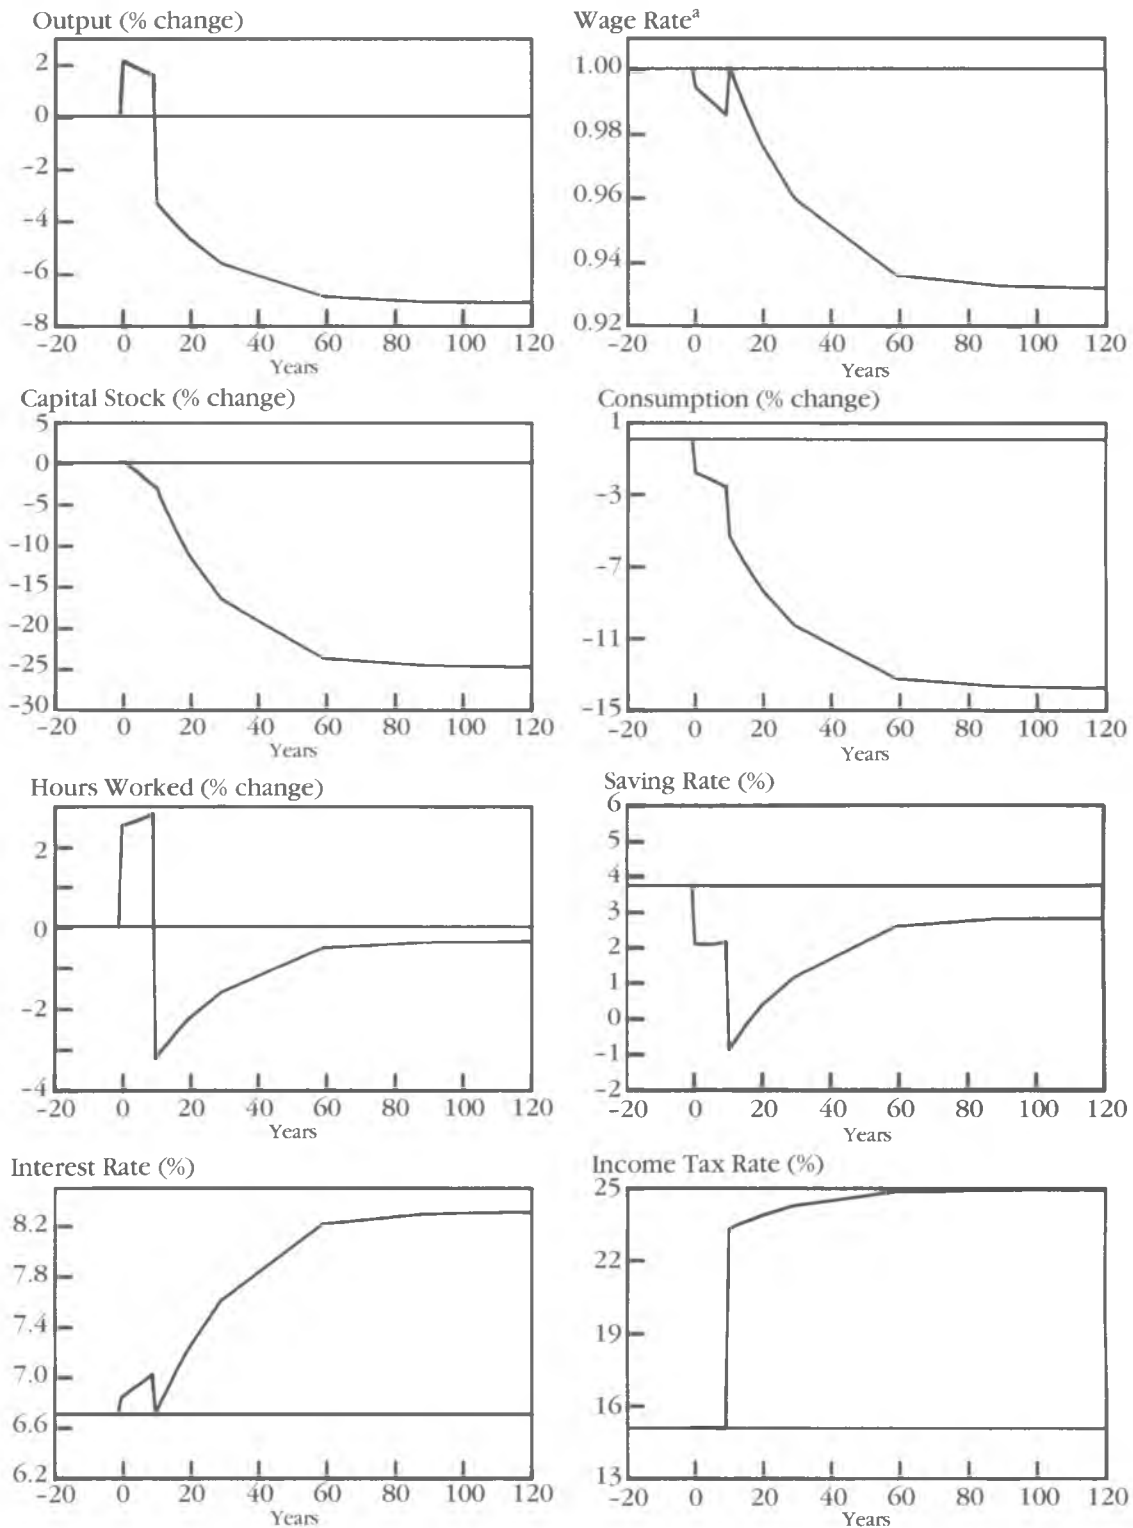 Output (% change)
2
0
-2
-4
-6
-8
-20 0 20 40 60 80 100 120
Years
Wage Rateᵃ
1.00
0.98
0.96
0.94
0.92
-20 0 20 40 60 80 100 120
Years
Capital Stock (% change)
5
0
-5
-10
-15
-20
-25
-30
-20 0 20 40 60 80 100 120
Years
Consumption (% change)
1
-3
-7
-11
-15
-20 0 20 40 60 80 100 120
Years
Hours Worked (% change)
2
0
-2
-4
-20 0 20 40 60 80 100 120
Years
Saving Rate (%)
6
5
4
3
2
1
0
-1
-2
-20 0 20 40 60 80 100 120
Years
Interest Rate (%)
8.2
7.8
7.4
7.0
6.6
6.2
-20 0 20 40 60 80 100 120
Years
Income Tax Rate (%)
25
22
19
16
13
-20 0 20 40 60 80 100 120
Years